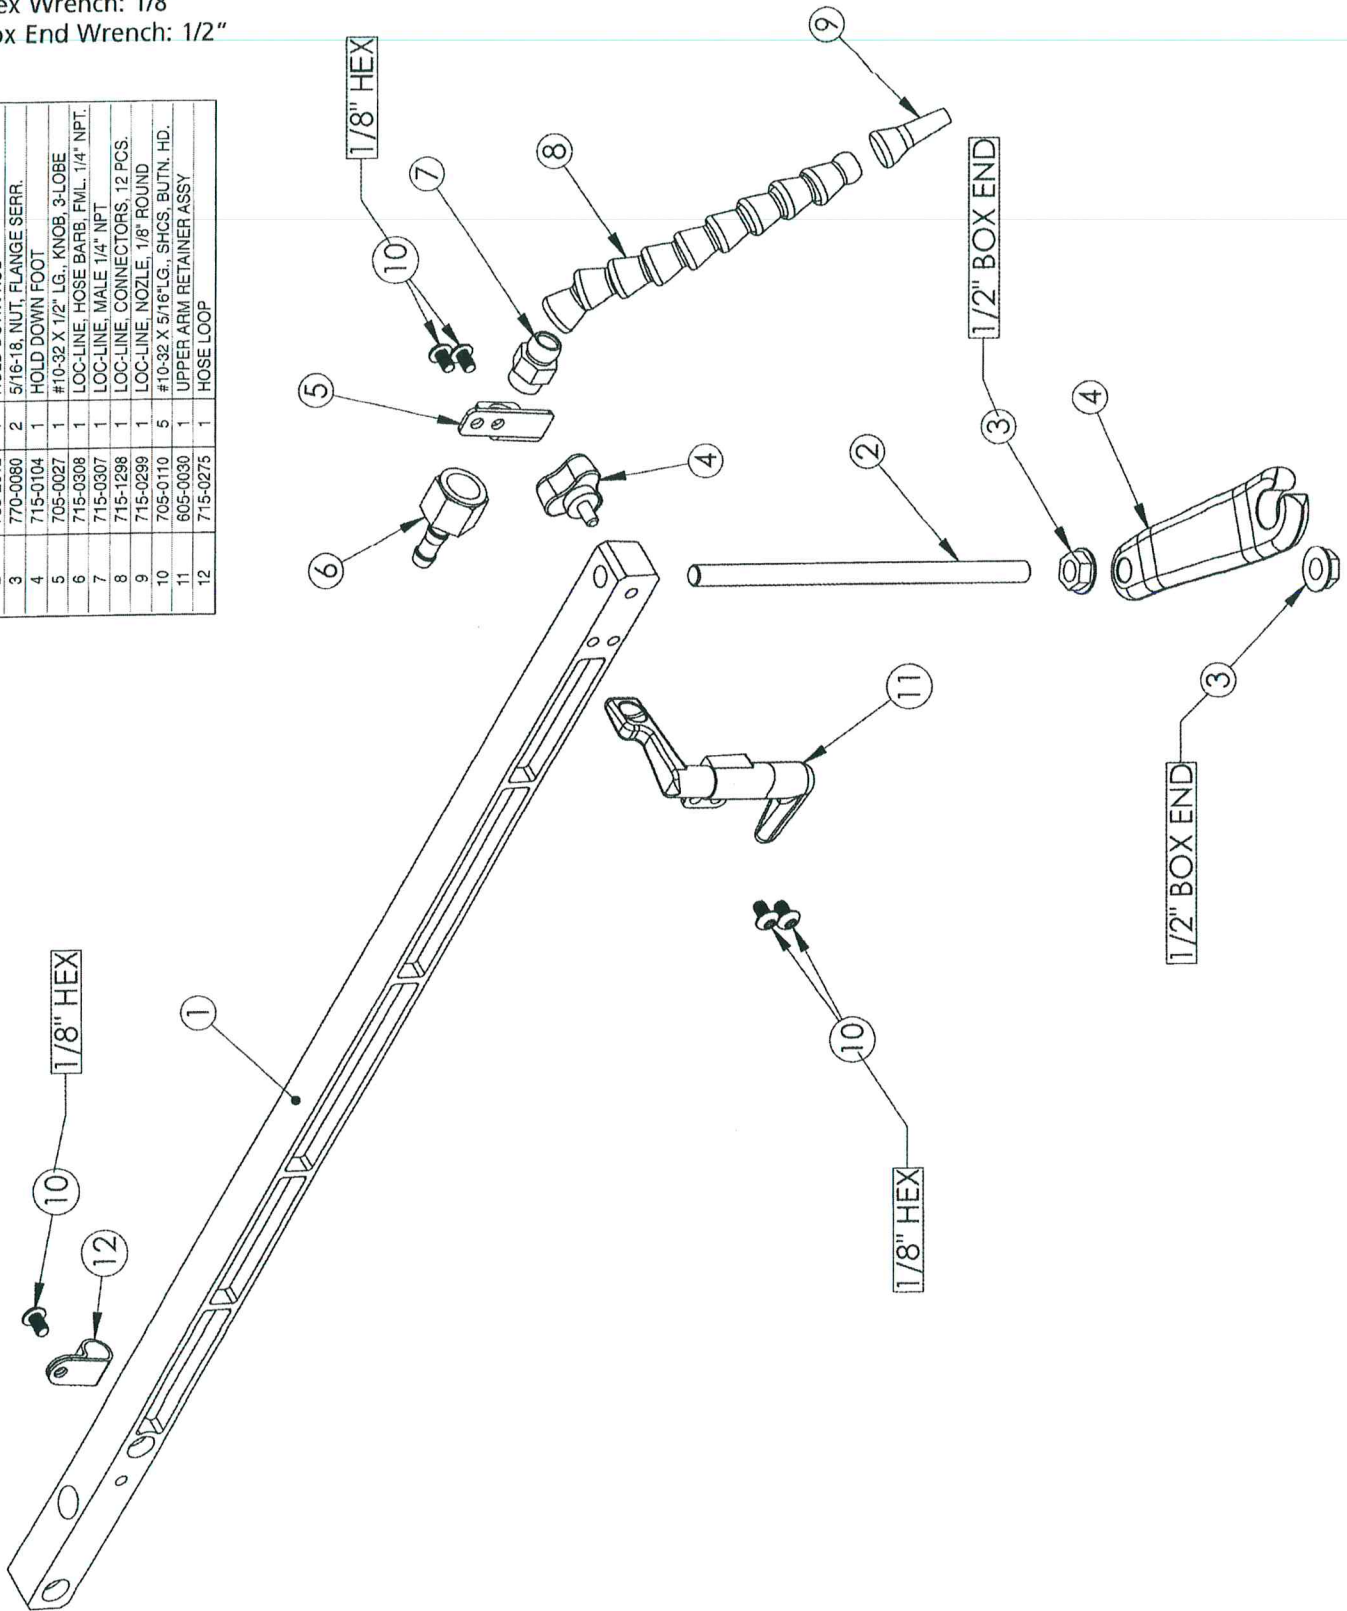 ex Wrench: 1/8
ox End Wrench: 1/2"
3 770-0080 2 5/16-18, NUT, FLANGE SERR.
4 715-0104 1 HOLD DOWN FOOT
5 705-0027 1 #10-32 X 1/2" LG., KNOB, 3-LOBE
6 715-0308 1 LOC-LINE, HOSE BARB, FML. 1/4" NPT.
7 715-0307 1 LOC-LINE, MALE 1/4" NPT
8 715-1298 1 LOC-LINE, CONNECTORS, 12 PCS.
9 715-0299 1 LOC-LINE, NOZZLE, 1/8" ROUND
10 705-0110 5 #10-32 X 5/16"LG., SHCS, BUTN. HD.
11 605-0030 1 UPPER ARM RETAINER ASSY
12 715-0275 1 HOSE LOOP
1/8" HEX
10
12
1
1/8" HEX
10
7
5
6
4
8
9
2
1/2" BOX END
3
4
11
10
1/8" HEX
3
1/2" BOX END